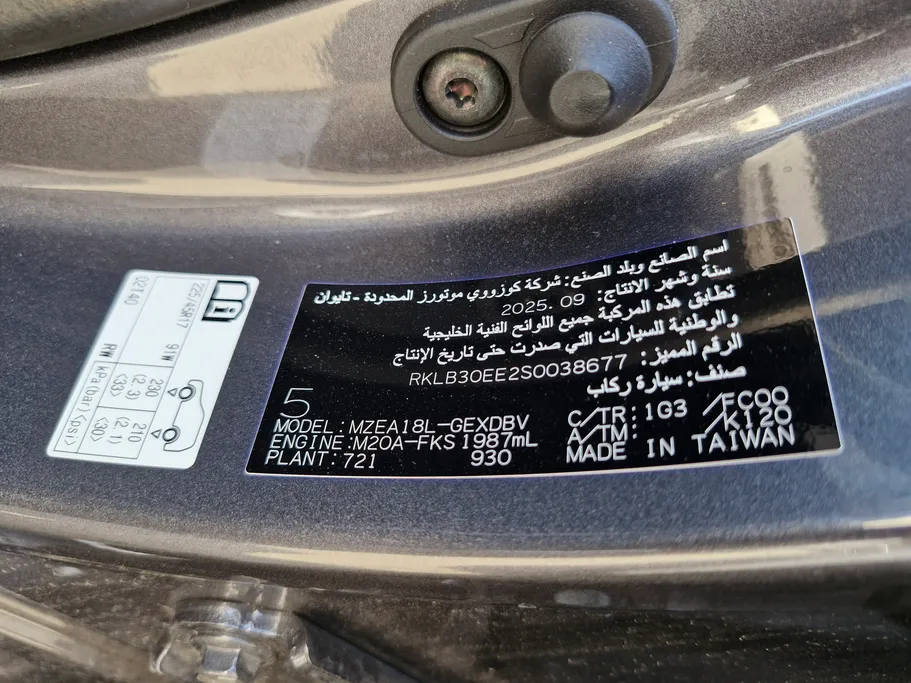 225/45R17 91W
02T40 RW
kPa(bar)<psi>
230
(2.3)
<33>
210
(2.1)
<30>
اسم الصانع وبلد الصنع: شركة كوزووي موتورز المحدودة - تايوان
سنة وشهر الانتاج: 2025. 09
تطابق هذه المركبة جميع اللوائح الفنية الخليجية
والوطنية للسيارات التي صدرت حتى تاريخ الإنتاج
الرقم المميز: RKLB30EE2S0038677
صنف: سيارة ركاب
5
MODEL:MZEA18L-GEXDBV
ENGINE:M20A-FKS 1987mL
PLANT:721 930
C/TR:1G3 /FC00
A/TM: /K120
MADE IN TAIWAN